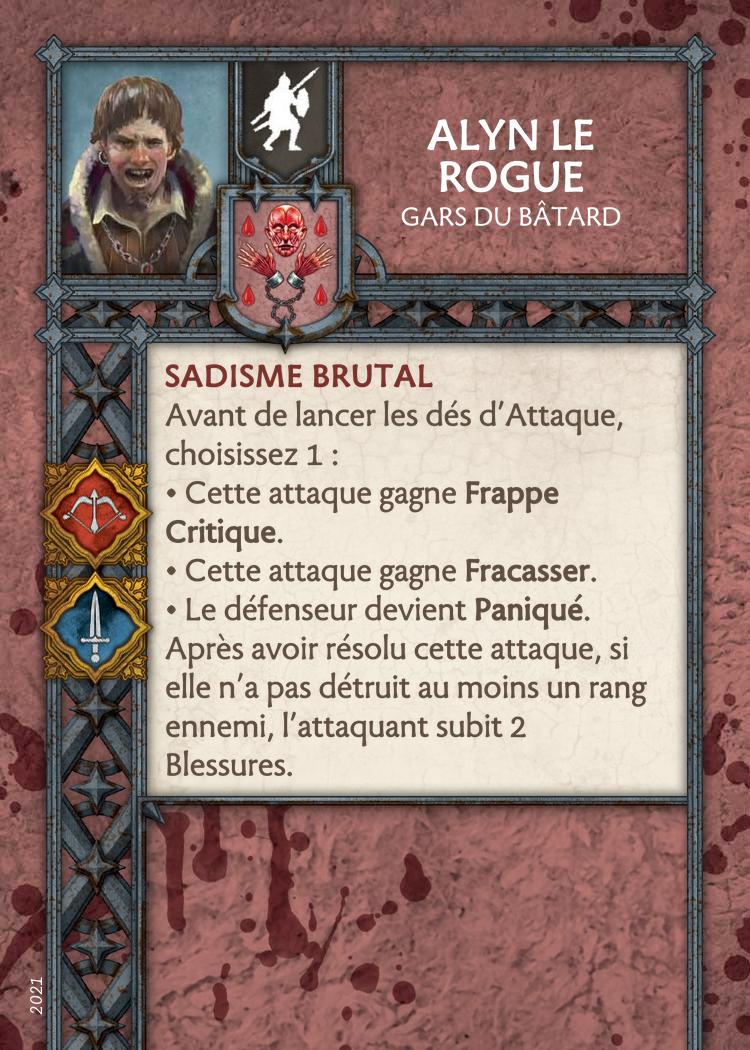 ALYN LE
ROGUE
GARS DU BÂTARD
SADISME BRUTAL
Avant de lancer les dés d’Attaque,
choisissez 1 :
• Cette attaque gagne Frappe
Critique.
• Cette attaque gagne Fracasser.
• Le défenseur devient Paniqué.
Après avoir résolu cette attaque, si
elle n’a pas détruit au moins un rang
ennemi, l’attaquant subit 2
Blessures.
2021